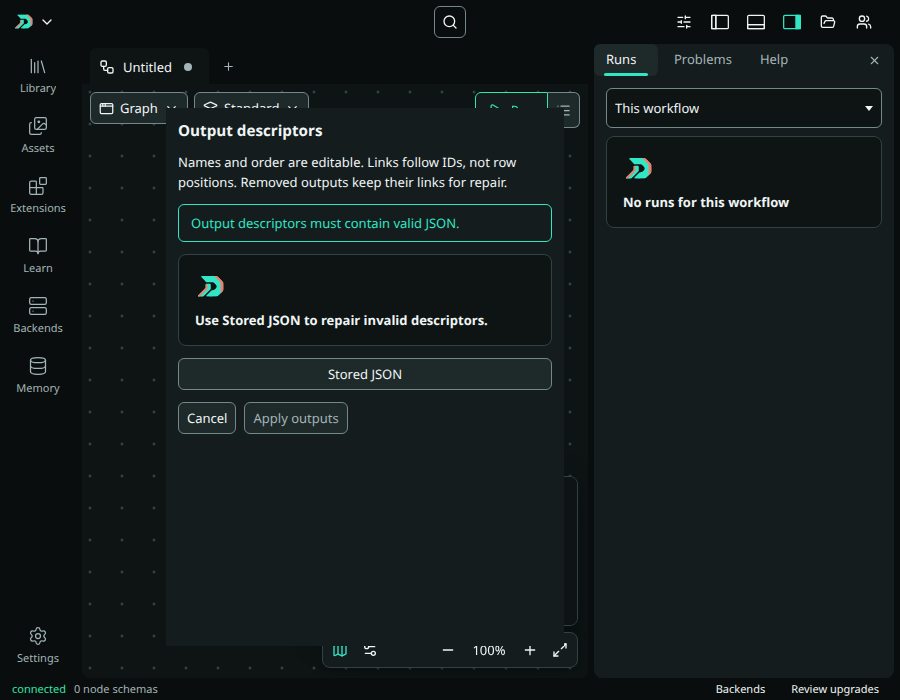 Untitled
Runs
Problems
Help
Library
Assets
Extensions
Learn
Backends
Memory
Settings
Graph
Standard
This workflow
No runs for this workflow
Output descriptors
Names and order are editable. Links follow IDs, not row
positions. Removed outputs keep their links for repair.
Output descriptors must contain valid JSON.
Use Stored JSON to repair invalid descriptors.
Stored JSON
Cancel
Apply outputs
100%
connected
0 node schemas
Backends
Review upgrades